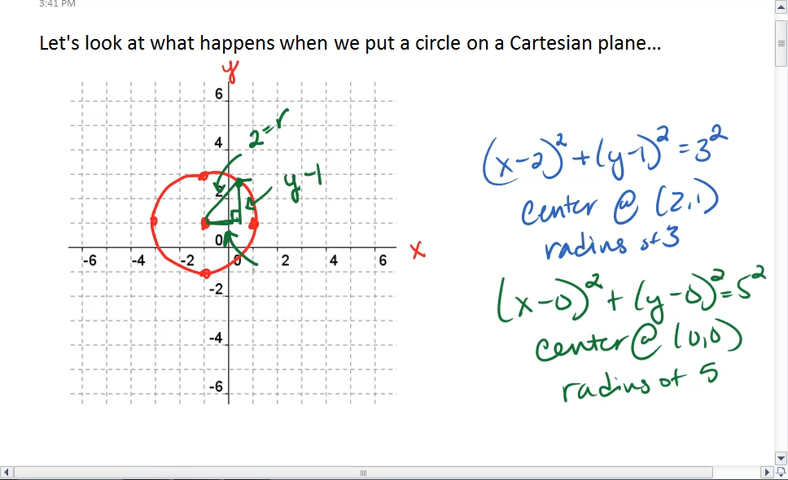 3:41 PM
Let's look at what happens when we put a circle on a Cartesian plane...
y
6
4
2
0
-6 -4 -2 0 2 4 6
x
-2
-4
-6
2=r
y-1
(x-2)²+(y-1)²=3²
center @ (2,1)
radius of 3
(x-0)²+(y-0)²=5²
center @ (0,0)
radius of 5